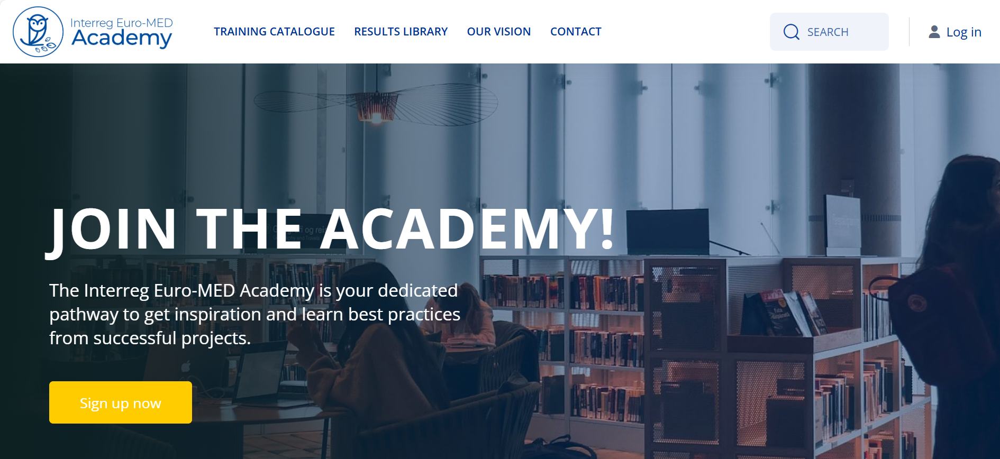 Interreg Euro-MED
Academy
TRAINING CATALOGUE
RESULTS LIBRARY
OUR VISION
CONTACT
SEARCH
Log in
JOIN THE ACADEMY!
The Interreg Euro-MED Academy is your dedicated
pathway to get inspiration and learn best practices
from successful projects.
Sign up now